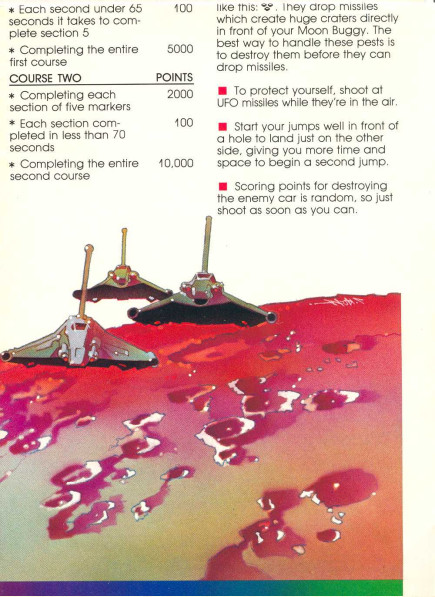 * Each second under 65 100
seconds it takes to com-
plete section 5
* Completing the entire 5000
first course
COURSE TWO POINTS
* Completing each 2000
section of five markers
* Each section com- 100
pleted in less than 70
seconds
* Completing the entire 10,000
second course
like this: . They drop missiles
which create huge craters directly
in front of your Moon Buggy. The
best way to handle these pests is
to destroy them before they can
drop missiles.
■ To protect yourself, shoot at
UFO missiles while they're in the air.
■ Start your jumps well in front of
a hole to land just on the other
side, giving you more time and
space to begin a second jump.
■ Scoring points for destroying
the enemy car is random, so just
shoot as soon as you can.